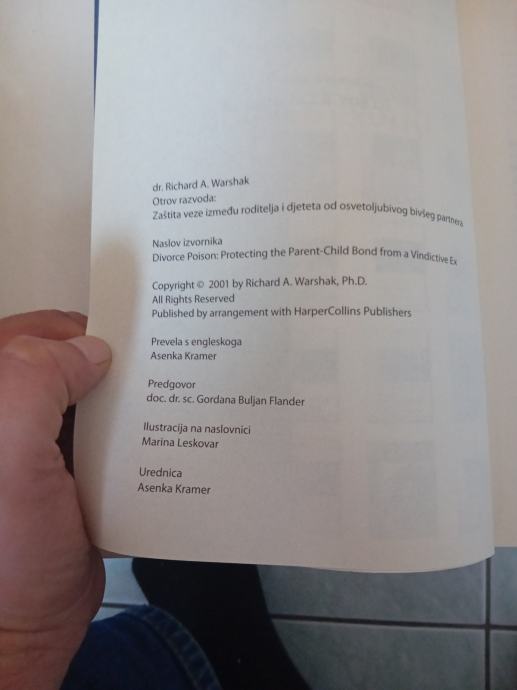 dr. Richard A. Warshak
Otrov razvoda:
Zaštita veze između roditelja i djeteta od osvetoljubivog bivšeg partnera
Naslov izvornika
Divorce Poison: Protecting the Parent-Child Bond from a Vindictive Ex
Copyright © 2001 by Richard A. Warshak, Ph.D.
All Rights Reserved
Published by arrangement with HarperCollins Publishers
Prevela s engleskoga
Asenka Kramer
Predgovor
doc. dr. sc. Gordana Buljan Flander
Ilustracija na naslovnici
Marina Leskovar
Urednica
Asenka Kramer